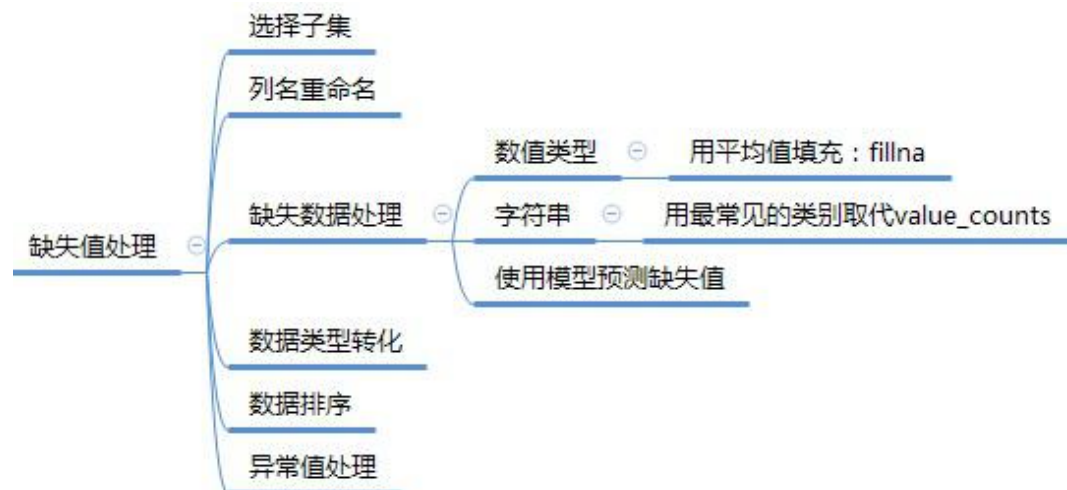 选择子集
列名重命名
数值类型
用平均值填充：fillna
缺失数据处理
字符串
用最常见的类别取代value_counts
缺失值处理
使用模型预测缺失值
数据类型转化
数据排序
异常值处理